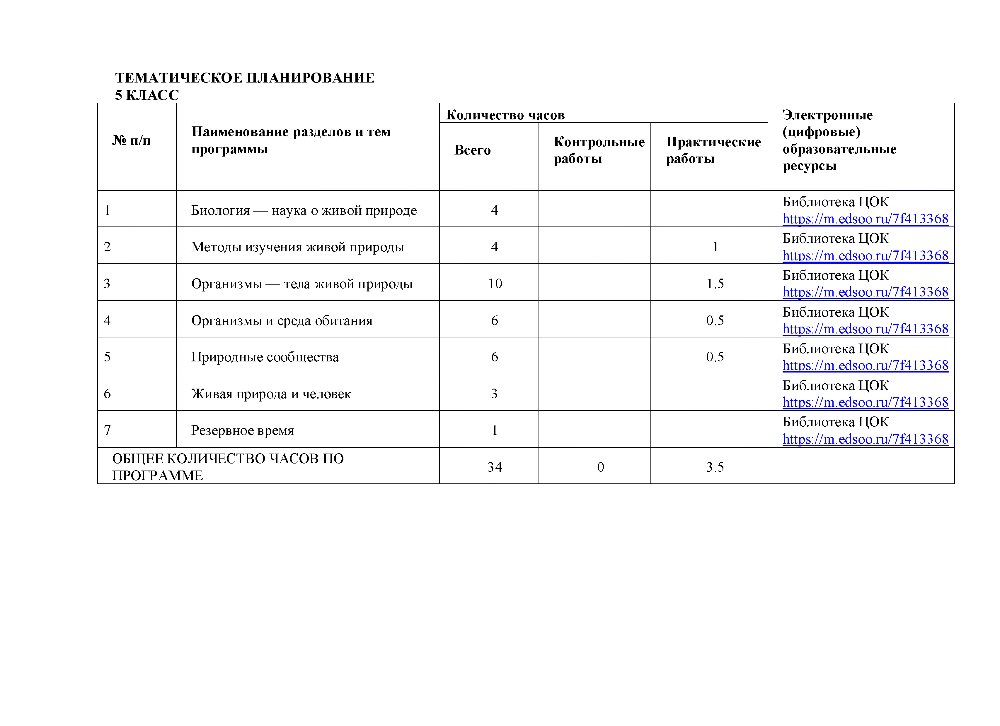 ТЕМАТИЧЕСКОЕ ПЛАНИРОВАНИЕ
5 КЛАСС
№ п/п
Наименование разделов и тем
программы
Количество часов
Всего
Контрольные
работы
Практические
работы
Электронные
(цифровые)
образовательные
ресурсы
1
Биология — наука о живой природе
4
Библиотека ЦОК
https://m.edsoo.ru/7f413368
2
Методы изучения живой природы
4
1
Библиотека ЦОК
https://m.edsoo.ru/7f413368
3
Организмы — тела живой природы
10
1.5
Библиотека ЦОК
https://m.edsoo.ru/7f413368
4
Организмы и среда обитания
6
0.5
Библиотека ЦОК
https://m.edsoo.ru/7f413368
5
Природные сообщества
6
0.5
Библиотека ЦОК
https://m.edsoo.ru/7f413368
6
Живая природа и человек
3
Библиотека ЦОК
https://m.edsoo.ru/7f413368
7
Резервное время
1
Библиотека ЦОК
https://m.edsoo.ru/7f413368
ОБЩЕЕ КОЛИЧЕСТВО ЧАСОВ ПО
ПРОГРАММЕ
34
0
3.5